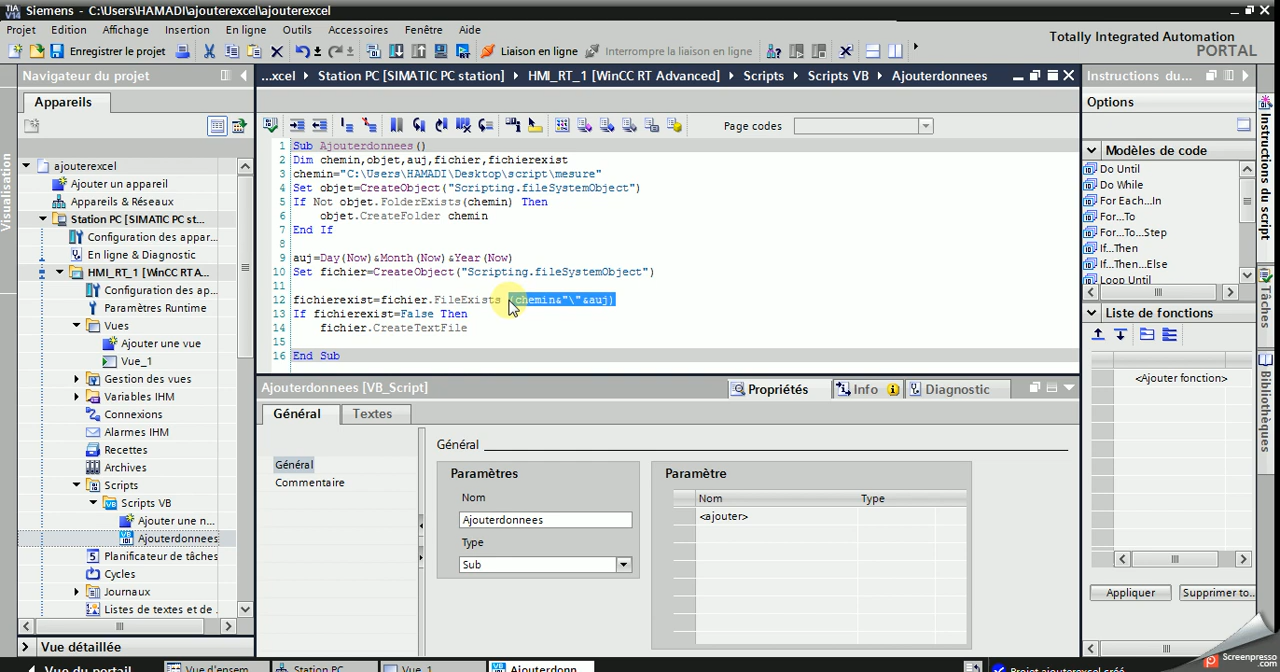 TIA V14 Siemens - C:\Users\HAMADI\ajouterexcel\ajouterexcel
Projet Edition Affichage Insertion En ligne Outils Accessoires Fenêtre Aide
Enregistrer le projet Liaison en ligne Interrompre la liaison en ligne
Totally Integrated Automation
PORTAL
Navigateur du projet
...xcel Station PC [SIMATIC PC station] HMI_RT_1 [WinCC RT Advanced] Scripts Scripts VB Ajouterdonnees
Instructions du...
Appareils
Options
Page codes
Visualisation
ajouterexcel
Ajouter un appareil
Appareils & Réseaux
Station PC [SIMATIC PC st...
Configuration des appar...
En ligne & Diagnostic
HMI_RT_1 [WinCC RT A...
Configuration des ap...
Paramètres Runtime
Vues
Ajouter une vue
Vue_1
Gestion des vues
Variables IHM
Connexions
Alarmes IHM
Recettes
Archives
Scripts
Scripts VB
Ajouter une n...
Ajouterdonnees
Planificateur de tâches
Cycles
Journaux
Listes de textes et de .
Vue détaillée
1 Sub Ajouterdonnees()
2 Dim chemin,objet,auj,fichier,fichierexist
3 chemin="C:\Users\HAMADI\Desktop\script\mesure"
4 Set objet=CreateObject("Scripting.fileSystemObject")
5 If Not objet.FolderExists(chemin) Then
6 objet.CreateFolder chemin
7 End If
8
9 auj=Day(Now)&Month(Now)&Year(Now)
10 Set fichier=CreateObject("Scripting.fileSystemObject")
11
12 fichierexist=fichier.FileExists (chemin&"\"&auj)
13 If fichierexist=False Then
14 fichier.CreateTextFile
15
16 End Sub
Ajouterdonnees [VB_Script]
Propriétés Info Diagnostic
Général Textes
Général
Commentaire
Général
Paramètres
Nom
Ajouterdonnees
Type
Sub
Paramètre
Nom Type
<ajouter>
Modèles de code
Do Until
Do While
For Each...In
For...To
For...To...Step
If...Then
If...Then...Else
Loop Until
Liste de fonctions
<Ajouter fonction>
Appliquer Supprimer to...
Instructions du script
Tâches
Bibliothèques
Vue du portail Vue d'ensem... Station PC Vue_1 Ajouterdonn...
Projet ajouterexcel créé
Screenpresso.com